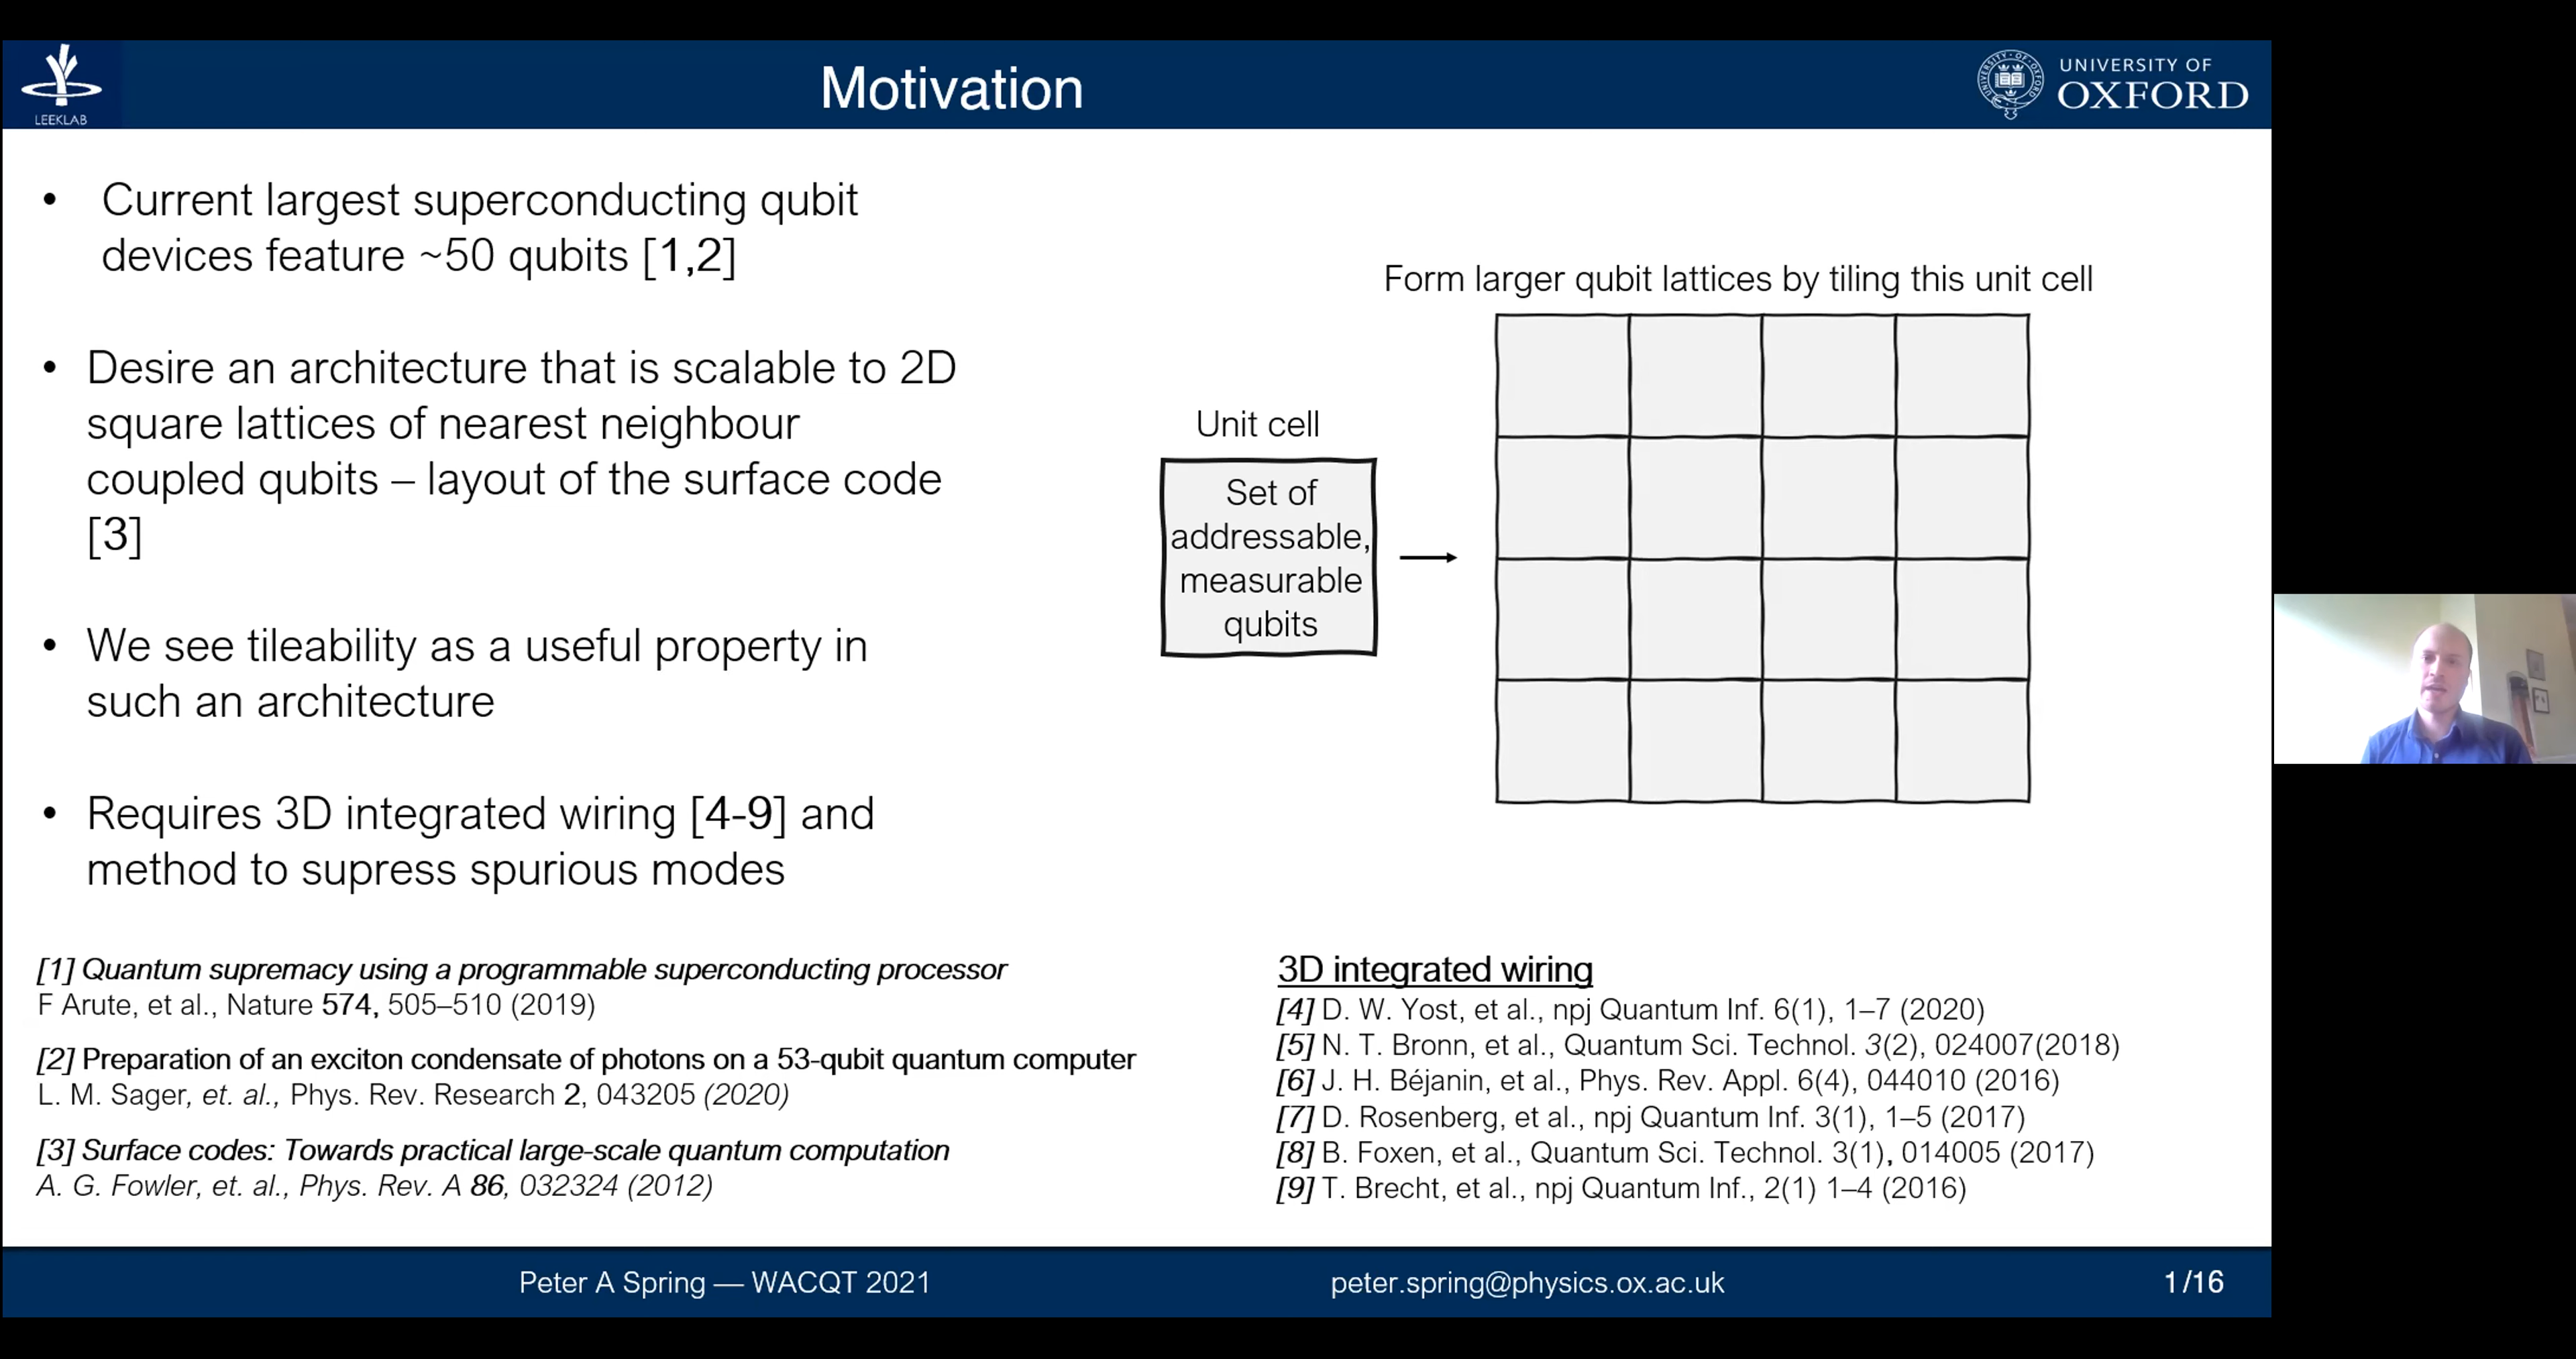 LEEKLAB
Motivation
UNIVERSITY OF
OXFORD
• Current largest superconducting qubit
devices feature ~50 qubits [1,2]
• Desire an architecture that is scalable to 2D
square lattices of nearest neighbour
coupled qubits – layout of the surface code
[3]
• We see tileability as a useful property in
such an architecture
• Requires 3D integrated wiring [4-9] and
method to supress spurious modes
Form larger qubit lattices by tiling this unit cell
Unit cell
Set of
addressable,
measurable
qubits
[1] Quantum supremacy using a programmable superconducting processor
F Arute, et al., Nature 574, 505–510 (2019)
[2] Preparation of an exciton condensate of photons on a 53-qubit quantum computer
L. M. Sager, et. al., Phys. Rev. Research 2, 043205 (2020)
[3] Surface codes: Towards practical large-scale quantum computation
A. G. Fowler, et. al., Phys. Rev. A 86, 032324 (2012)
3D integrated wiring
[4] D. W. Yost, et al., npj Quantum Inf. 6(1), 1–7 (2020)
[5] N. T. Bronn, et al., Quantum Sci. Technol. 3(2), 024007(2018)
[6] J. H. Béjanin, et al., Phys. Rev. Appl. 6(4), 044010 (2016)
[7] D. Rosenberg, et al., npj Quantum Inf. 3(1), 1–5 (2017)
[8] B. Foxen, et al., Quantum Sci. Technol. 3(1), 014005 (2017)
[9] T. Brecht, et al., npj Quantum Inf., 2(1) 1–4 (2016)
Peter A Spring — WACQT 2021
peter.spring@physics.ox.ac.uk
1/16